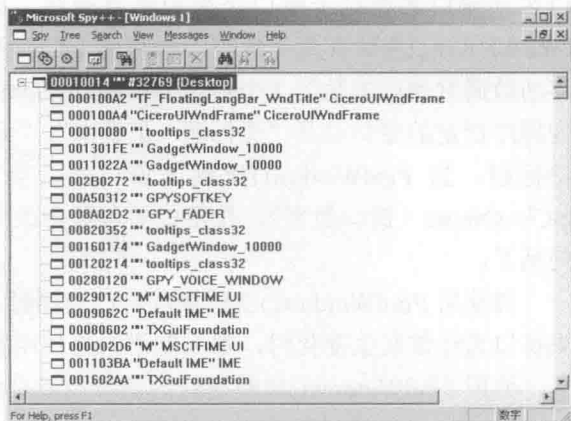 Microsoft Spy++ - [Windows 1]
Spy Tree Search View Messages Window Help
00010014 "" #32769 (Desktop)
000100A2 "TF_FloatingLangBar_WndTitle" CiceroUIWndFrame
000100A4 "CiceroUIWndFrame" CiceroUIWndFrame
00010080 "" tooltips_class32
001301FE "" GadgetWindow_10000
0011022A "" GadgetWindow_10000
002B0272 "" tooltips_class32
00A50312 "" GPYSOFTKEY
008A02D2 "" GPY_FADER
00820352 "" tooltips_class32
00160174 "" GadgetWindow_10000
00120214 "" tooltips_class32
00280120 "" GPY_VOICE_WINDOW
0029012C "M" MSCTFIME UI
0009062C "Default IME" IME
00080602 "" TXGuiFoundation
000D02D6 "M" MSCTFIME UI
001103BA "Default IME" IME
001602AA "" TXGuiFoundation
For Help, press F1
数字